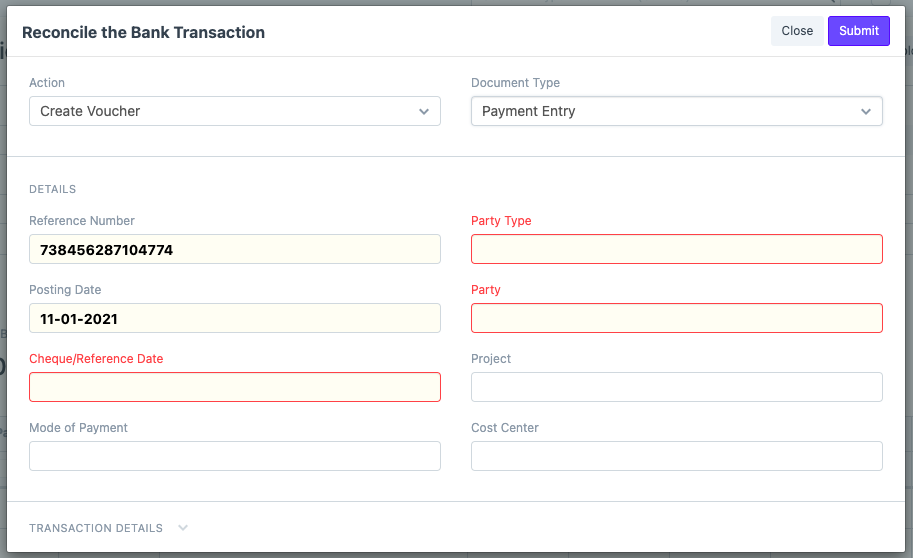 Reconcile the Bank Transaction
Close
Submit
Action
Document Type
Create Voucher
Payment Entry
DETAILS
Reference Number
Party Type
738456287104774
Posting Date
Party
11-01-2021
Cheque/Reference Date
Project
Mode of Payment
Cost Center
TRANSACTION DETAILS